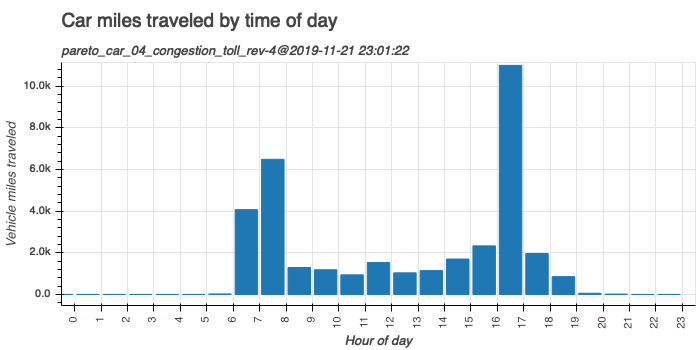 Car miles traveled by time of day
pareto_car_04_congestion_toll_rev-4@2019-11-21 23:01:22
10.0k
8.0k
6.0k
4.0k
2.0k
0.0
Vehicle miles traveled
0 1 2 3 4 5 6 7 8 9 10 11 12 13 14 15 16 17 18 19 20 21 22 23
Hour of day